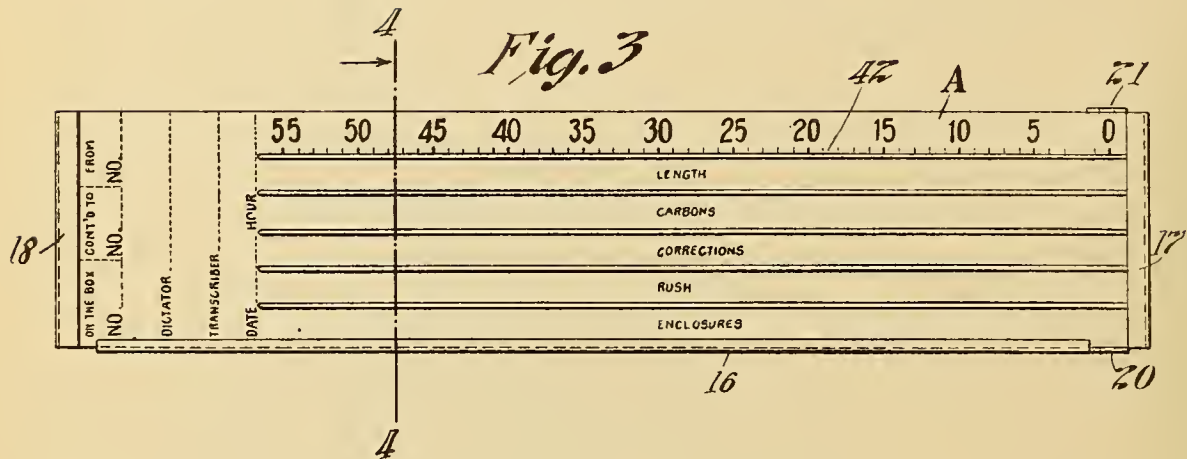 4
Fig. 3
42
A
21
55 50 45 40 35 30 25 20 15 10 5 0
LENGTH
CARBONS
CORRECTIONS
RUSH
ENCLOSURES
ON THE BOX CONT'D TO FROM
NO. NO. NO.
DICTATOR
TRANSCRIBER
DATE HOUR
18
17
16
20
4